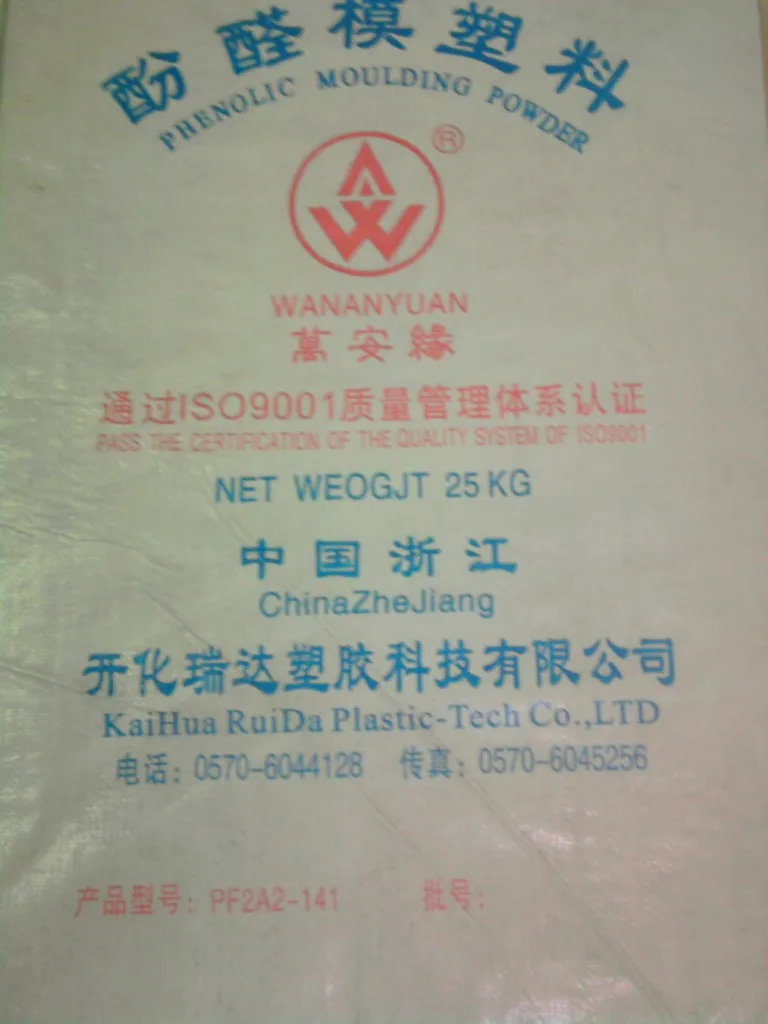 酚醛模塑料
PHENOLIC MOULDING POWDER
®
WANANYUAN
萬安緣
通过ISO9001质量管理体系认证
PASS THE CERTIFICATION OF THE QUALITY SYSTEM OF ISO9001
NET WEOGJT 25KG
中国浙江
ChinaZheJiang
开化瑞达塑胶科技有限公司
KaiHua RuiDa Plastic-Tech Co.,LTD
电话：0570-6044128 传真：0570-6045256
产品型号：PF2A2-141 批号：